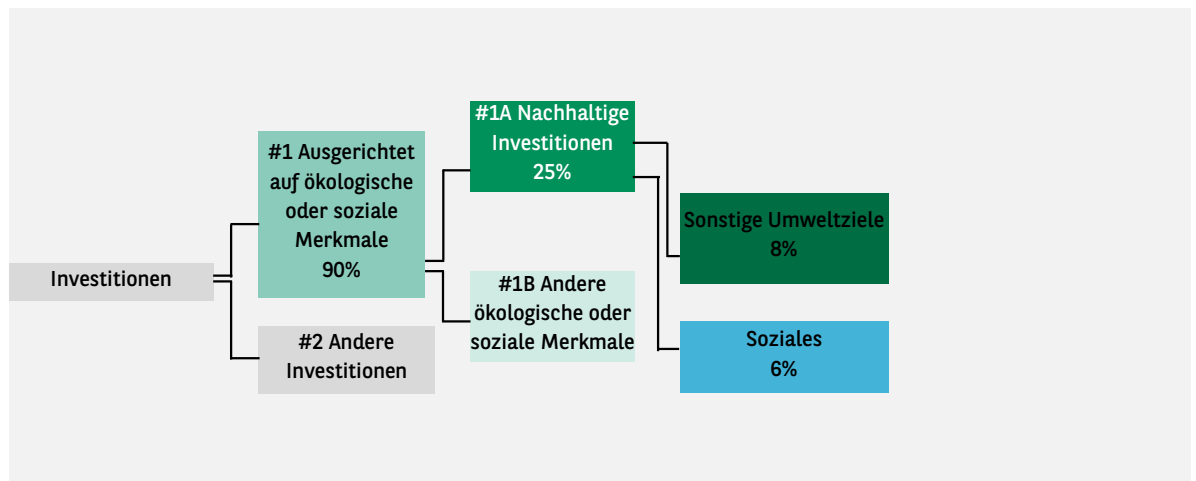 Investitionen
#1 Ausgerichtet
auf ökologische
oder soziale
Merkmale
90%
#2 Andere
Investitionen
#1A Nachhaltige
Investitionen
25%
#1B Andere
ökologische oder
soziale Merkmale
Sonstige Umweltziele
8%
Soziales
6%